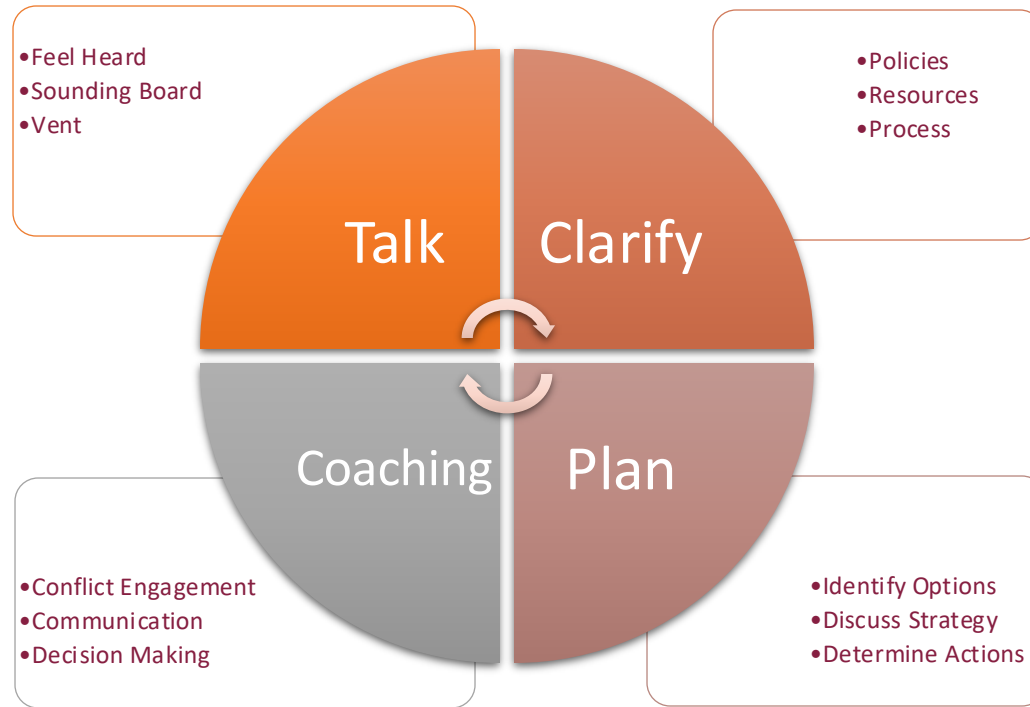 •Feel Heard
•Sounding Board
•Vent
•Policies
•Resources
•Process
Talk
Clarify
Coaching
Plan
•Conflict Engagement
•Communication
•Decision Making
•Identify Options
•Discuss Strategy
•Determine Actions